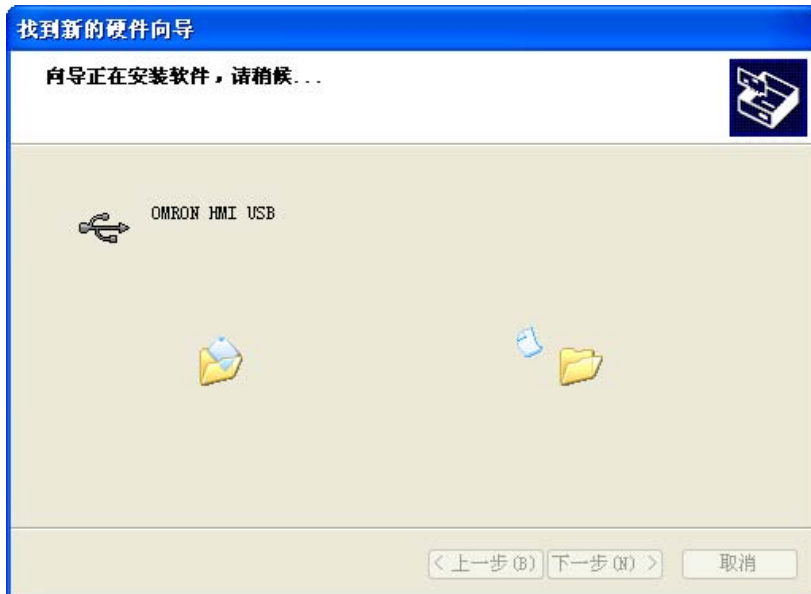 找到新的硬件向导
向导正在安装软件，请稍候...
OMRON HMI USB
< 上一步(B)
下一步(N) >
取消